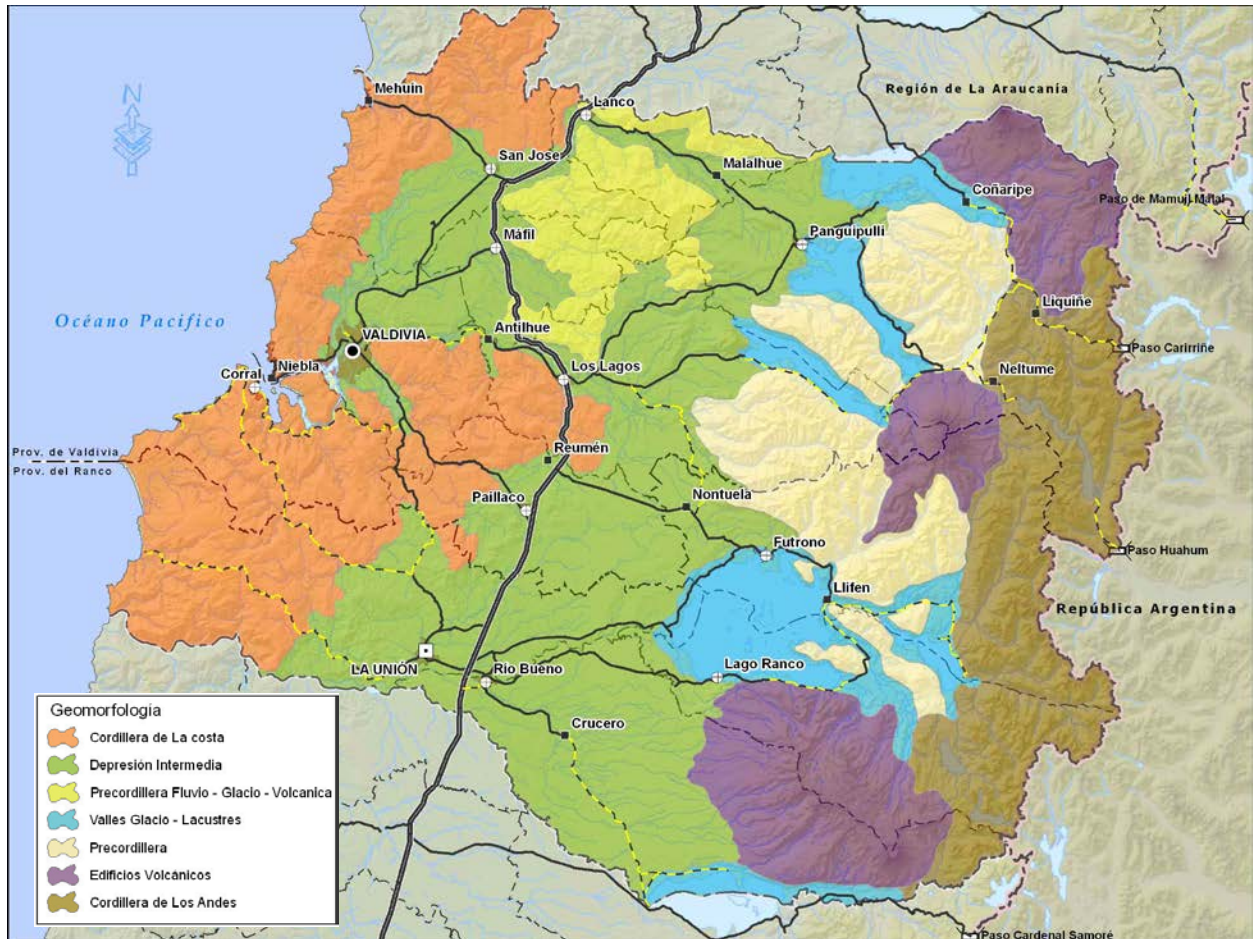 N
Mehuin
Lanco
Región de La Araucanía
San Jose
Malalhue
Coñaripe
Paso de Mamuil Malal
Máfil
Panguipulli
Liquiñe
Océano Pacífico
VALDIVIA
Antilhue
Paso Carirriñe
Niebla
Corral
Los Lagos
Neltume
Prov. de Valdivia
Prov. del Ranco
Reumén
Paillaco
Nontuela
Futrono
Paso Huahum
Llifen
República Argentina
LA UNIÓN
Río Bueno
Lago Ranco
Crucero
Geomorfología
Cordillera de La costa
Depresión Intermedia
Precordillera Fluvio - Glacio - Volcanica
Valles Glacio - Lacustres
Precordillera
Edificios Volcánicos
Cordillera de Los Andes
Paso Cardenal Samoré